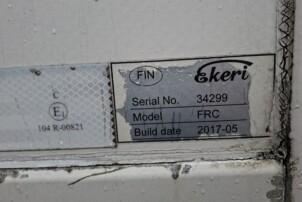 FIN Ekeri
Serial No. 34299
Model FRC
Build date 2017-05
C
E
104 R-00821